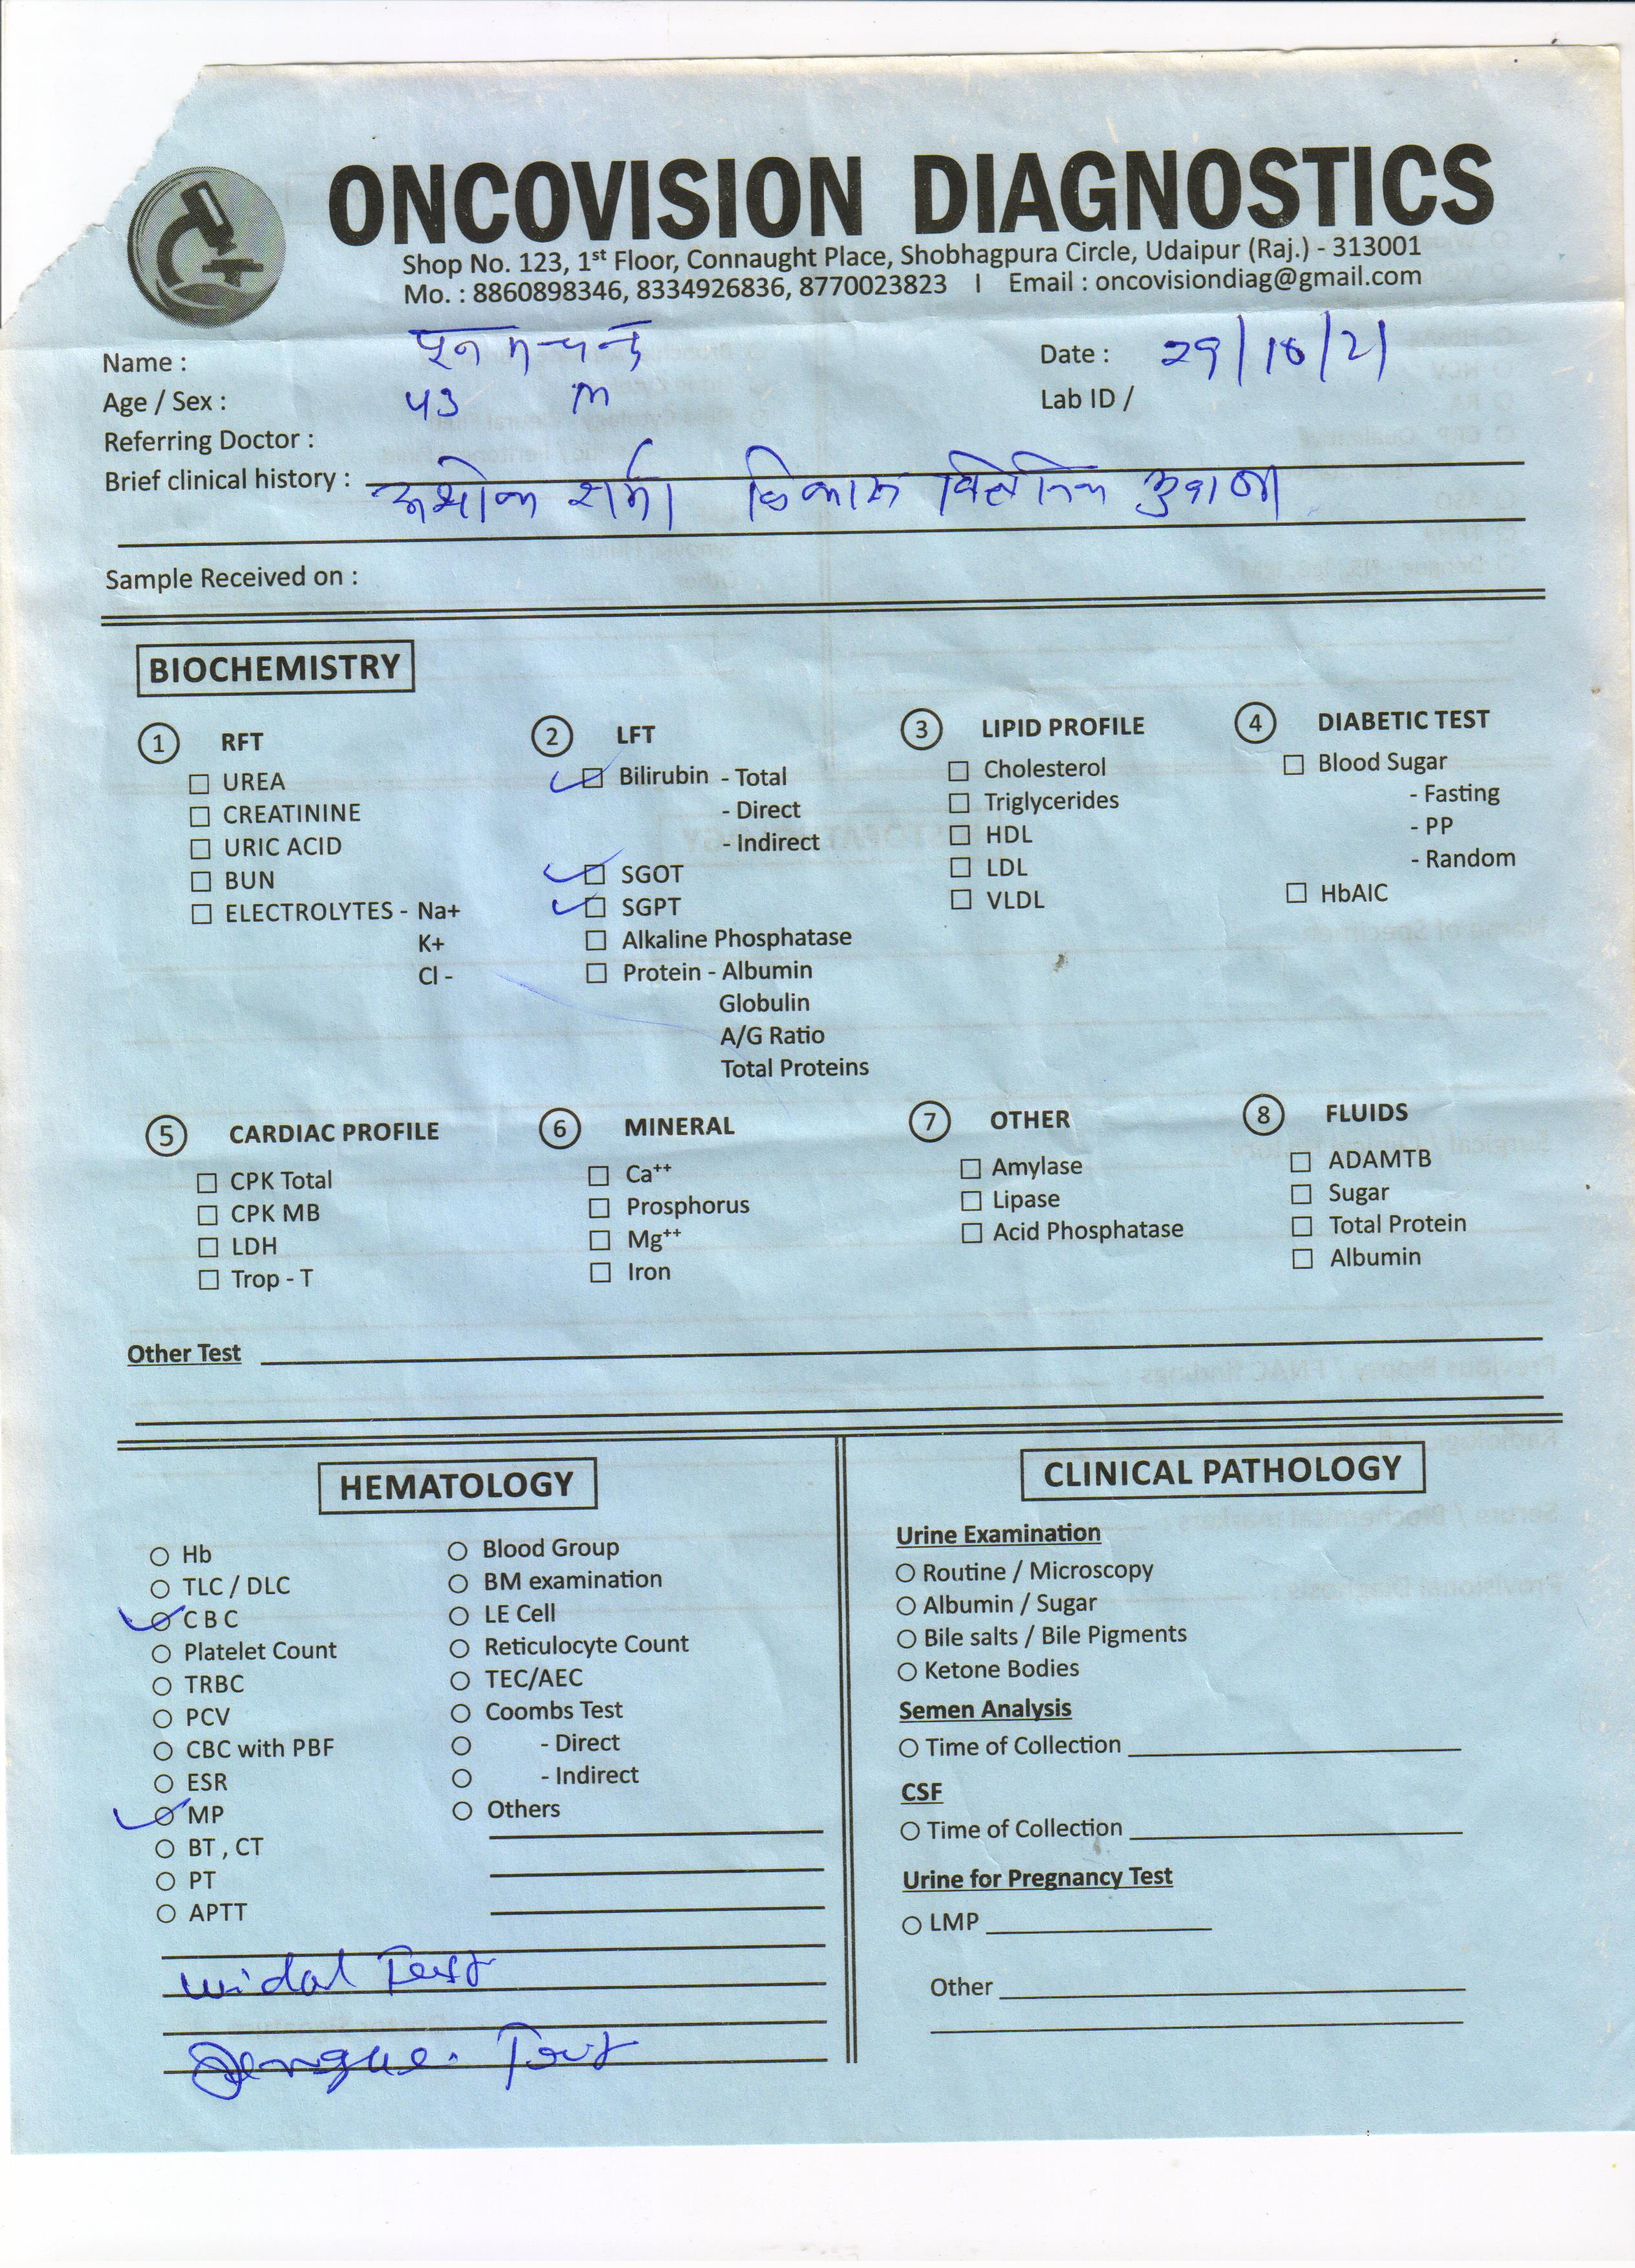 ONCOVISION DIAGNOSTICS
Shop No. 123, 1st Floor, Connaught Place, Shobhagpura Circle, Udaipur (Raj.) - 313001
Mo. : 8860898346, 8334926836, 8770023823 I Email : oncovisiondiag@gmail.com
Name : पूनमचन्द्र
Date : 29/10/21
Age / Sex : 43 M
Lab ID /
Referring Doctor :
Brief clinical history : अशोक शर्मा विकास क्लिनिक
Sample Received on :
BIOCHEMISTRY
1 RFT
UREA
CREATININE
URIC ACID
BUN
ELECTROLYTES - Na+
K+
Cl -
2 LFT
Bilirubin - Total
- Direct
- Indirect
SGOT
SGPT
Alkaline Phosphatase
Protein - Albumin
Globulin
A/G Ratio
Total Proteins
3 LIPID PROFILE
Cholesterol
Triglycerides
HDL
LDL
VLDL
4 DIABETIC TEST
Blood Sugar
- Fasting
- PP
- Random
HbAIC
5 CARDIAC PROFILE
CPK Total
CPK MB
LDH
Trop - T
6 MINERAL
Ca++
Prosphorus
Mg++
Iron
7 OTHER
Amylase
Lipase
Acid Phosphatase
8 FLUIDS
ADAMTB
Sugar
Total Protein
Albumin
Other Test
HEMATOLOGY
Hb
TLC / DLC
C B C
Platelet Count
TRBC
PCV
CBC with PBF
ESR
MP
BT , CT
PT
APTT
Blood Group
BM examination
LE Cell
Reticulocyte Count
TEC/AEC
Coombs Test
- Direct
- Indirect
Others
widal Test
Dengue. Test
CLINICAL PATHOLOGY
Urine Examination
Routine / Microscopy
Albumin / Sugar
Bile salts / Bile Pigments
Ketone Bodies
Semen Analysis
Time of Collection
CSF
Time of Collection
Urine for Pregnancy Test
LMP
Other